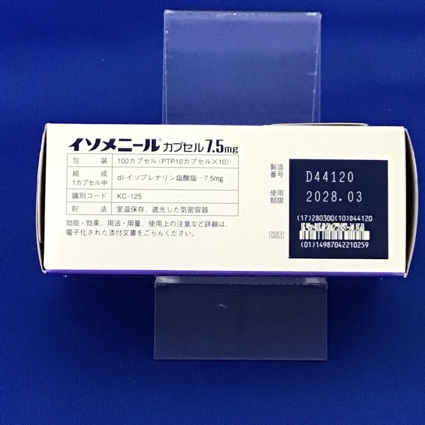 イソメニール®カプセル7.5mg
包装 100カプセル(PTP10カプセル×10)
組成 1カプセル中 dl-イソプレナリン塩酸塩…7.5mg
識別コード KC-125
貯法 室温保存、遮光した気密容器
効能・効果、用法・用量、使用上の注意など詳細は、
電子化された添付文書をごらんください。
製造番号 D44120
使用期限 2028.03
(17)280300(10)D44120
(01)14987042210259
GS1